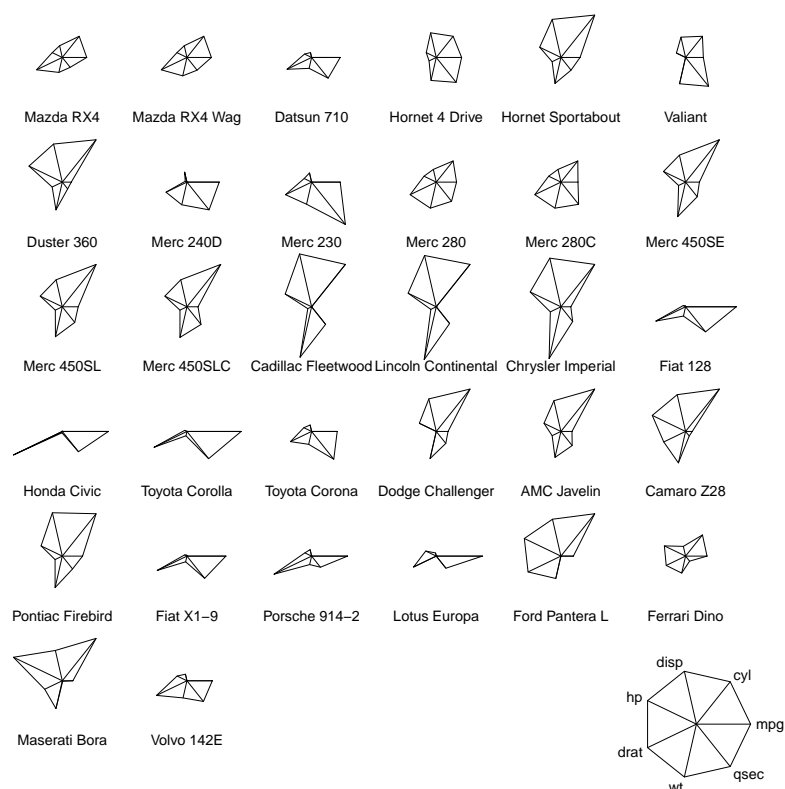 Mazda RX4 Mazda RX4 Wag Datsun 710 Hornet 4 Drive Hornet Sportabout Valiant
Duster 360 Merc 240D Merc 230 Merc 280 Merc 280C Merc 450SE
Merc 450SL Merc 450SLC Cadillac Fleetwood Lincoln Continental Chrysler Imperial Fiat 128
Honda Civic Toyota Corolla Toyota Corona Dodge Challenger AMC Javelin Camaro Z28
Pontiac Firebird Fiat X1−9 Porsche 914−2 Lotus Europa Ford Pantera L Ferrari Dino
Maserati Bora Volvo 142E
disp
cyl
hp
mpg
drat
qsec
wt